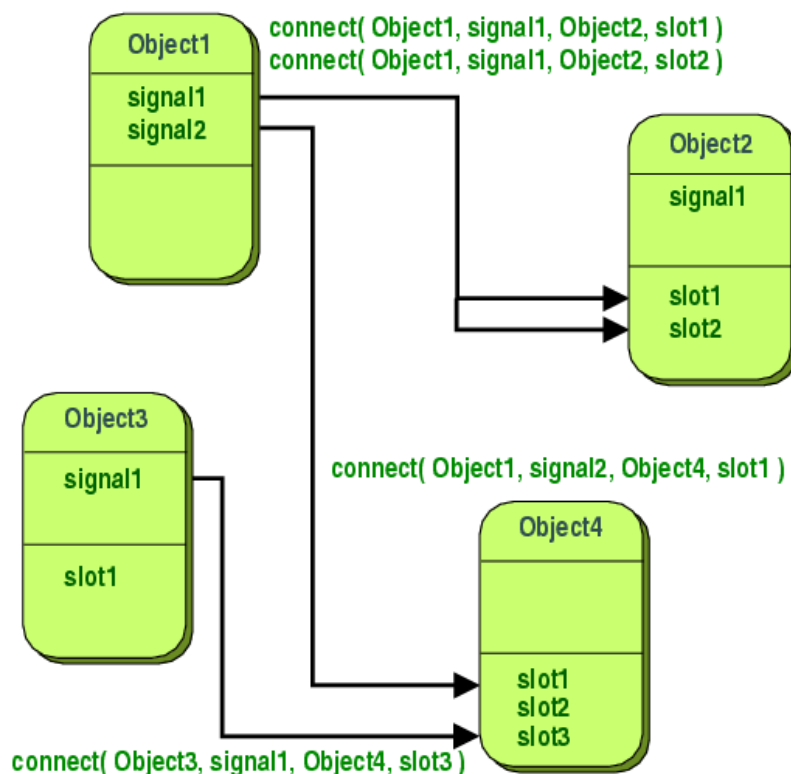 connect( Object1, signal1, Object2, slot1 )
connect( Object1, signal1, Object2, slot2 )
Object1
signal1
signal2
Object2
signal1
slot1
slot2
Object3
signal1
slot1
connect( Object1, signal2, Object4, slot1 )
Object4
slot1
slot2
slot3
connect( Object3, signal1, Object4, slot3 )